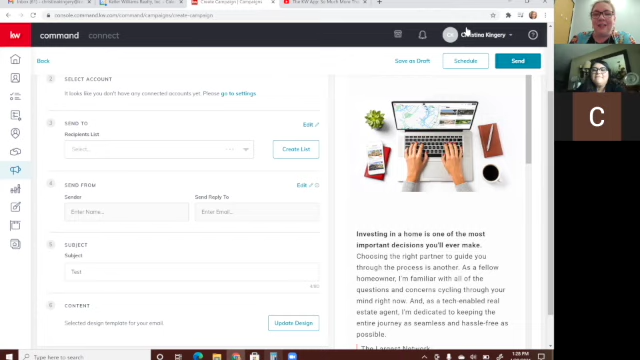 Create Campaign | Campaigns
console.command.kw.com/command/campaigns/create-campaign
kw
command
connect
Christina Kingery
Back
Save as Draft
Schedule
Send
SELECT ACCOUNT
It looks like you don't have any connected accounts yet. Please go to settings.
SEND TO
Edit
Recipients List
Select...
Create List
SEND FROM
Edit
Sender
Send Reply To
Enter Name...
Enter Email...
SUBJECT
Subject
Test
CONTENT
Selected design template for your email.
Update Design
Investing in a home is one of the most
important decisions you'll ever make.
Choosing the right partner to guide you
through the process is another. As a fellow
homeowner, I'm familiar with all of the
questions and concerns cycling through your
mind right now. And, as a tech-enabled real
estate agent, I'm dedicated to keeping the
entire journey as seamless and hassle-free as
possible.
The Largest Network.
C
Type here to search
1:28 PM